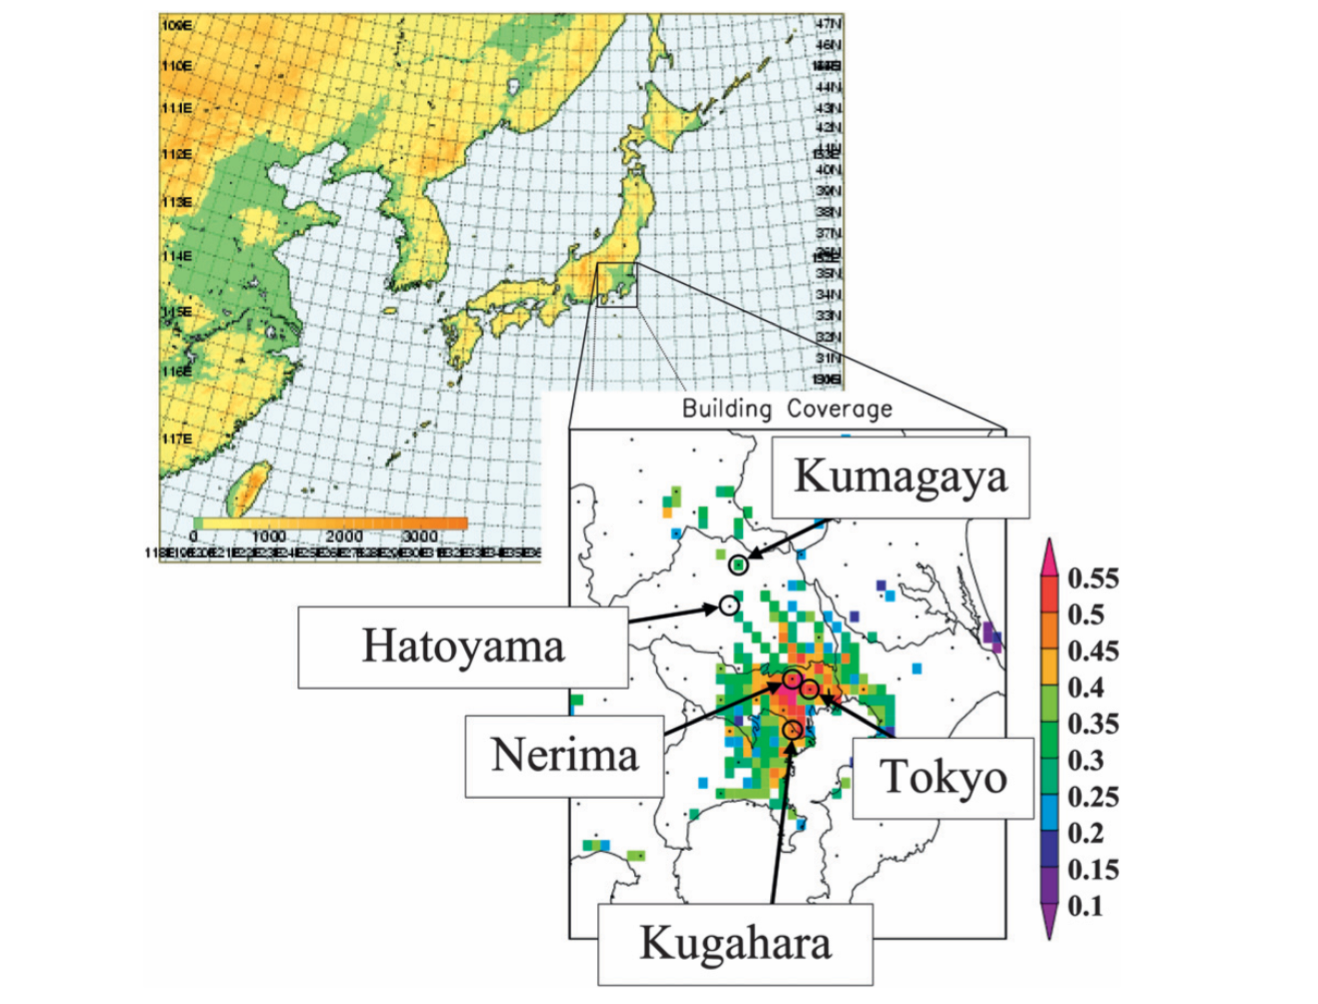 109E
110E
111E
112E
113E
114E
115E
116E
117E
47N
46N
44N
43N
42N
41N
40N
39N
38N
37N
35N
34N
33N
32N
31N
0 1000 2000 3000
Building Coverage
Kumagaya
Hatoyama
Nerima
Tokyo
Kugahara
0.55
0.5
0.45
0.4
0.35
0.3
0.25
0.2
0.15
0.1